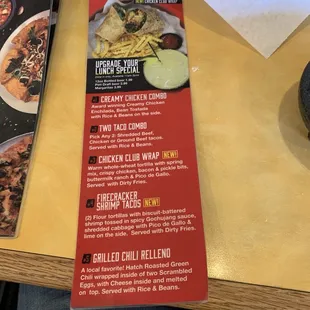 NEW! CHICKEN CLUB WRAP
UPGRADE YOUR
LUNCH SPECIAL
CREAMY CHICKEN COMBO
Award winning Creamy Chicken
Enchilada, Bean Tostada
with Rice & Beans on the side.
TWO TACO COMBO
Pick Any 2: Shredded Beef,
Chicken or Ground Beef tacos.
Served with Rice & Beans.
CHICKEN CLUB WRAP NEW!
Warm whole-wheat tortilla with spring
mix, crispy chicken, bacon & pickle bits,
buttermilk ranch & Pico de Gallo.
Served with Dirty Fries.
FIRECRACKER
SHRIMP TACOS NEW!
(2) Flour tortillas with biscuit-battered
shrimp tossed in spicy Gochujang sauce,
shredded cabbage with Pico de Gallo &
lime on the side. Served with Dirty Fries.
GRILLED CHILI RELLENO
A local favorite! Hatch Roasted Green
Chili wrapped inside of two Scrambled
Eggs, with Cheese inside and melted
on top. Served with Rice & Beans.